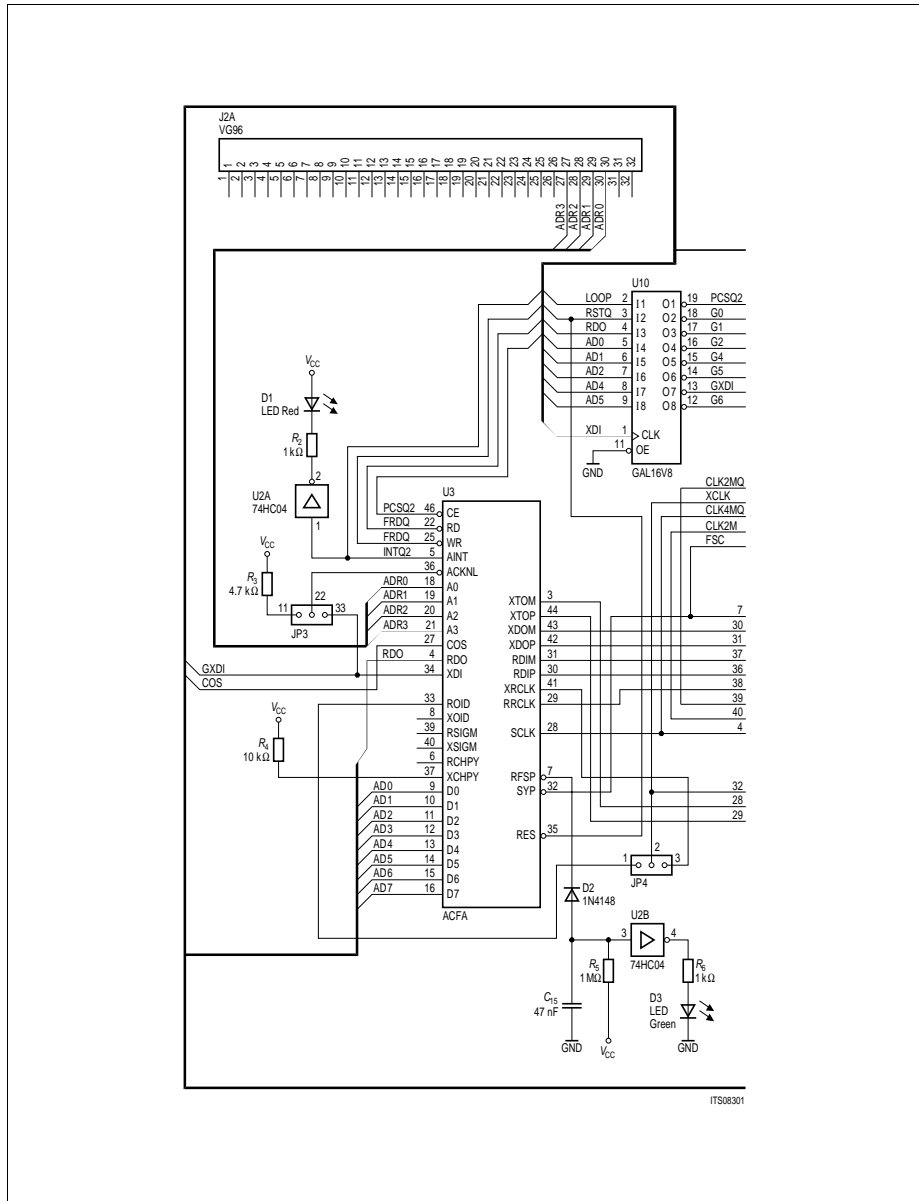 J2A
VG96
1 2 3 4 5 6 7 8 9 10 11 12 13 14 15 16 17 18 19 20 21 22 23 24 25 26 27 28 29 30 31 32
1 2 3 4 5 6 7 8 9 10 11 12 13 14 15 16 17 18 19 20 21 22 23 24 25 26 27 28 29 30 31 32
ADR3 ADR2 ADR1 ADR0
U10
LOOP 2 I1 O1 19 PCSQ2
RSTQ 3 I2 O2 18 G0
RDO 4 I3 O3 17 G1
AD0 5 I4 O4 16 G2
AD1 6 I5 O5 15 G4
AD2 7 I6 O6 14 G5
AD4 8 I7 O7 13 GXDI
AD5 9 I8 O8 12 G6
XDI 1 CLK
11 OE
GND
GAL16V8
VCC
D1
LED Red
R2
1 kΩ
2
U2A
74HC04
1
VCC
R3
4.7 kΩ
22
11 33
JP3
CLK2MQ
XCLK
CLK4MQ
CLK2M
FSC
U3
PCSQ2 46 CE
FRDQ 22 RD
FRDQ 25 WR
INTQ2 5 AINT
36 ACKNL
ADR0 18 A0
ADR1 19 A1
ADR2 20 A2
ADR3 21 A3
27 COS
RDO 4 RDO
34 XDI
GXDI
COS
33 ROID
8 XOID
39 RSIGM
40 XSIGM
6 RCHPY
37 XCHPY
VCC
R4
10 kΩ
AD0 9 D0
AD1 10 D1
AD2 11 D2
AD3 12 D3
AD4 13 D4
AD5 14 D5
AD6 15 D6
AD7 16 D7
ACFA
XTOM 3
XTOP 44
XDOM 43
XDOP 42
RDIM 31
RDIP 30
XRCLK 41
RRCLK 29
SCLK 28
RFSP 7
SYP 32
RES 35
7
30
31
37
36
38
39
40
4
32
28
29
2
1 3
JP4
D2
1N4148
U2B
3 4
74HC04
R5
1 MΩ
R6
1 kΩ
C15
47 nF
D3
LED
Green
GND
VCC
GND
ITS08301